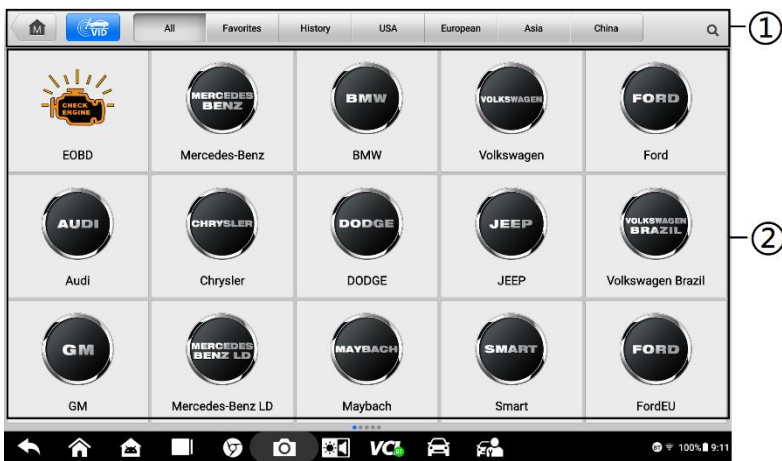 M VID All Favorites History USA European Asia China ①
CHECK ENGINE MERCEDES BENZ BMW VOLKSWAGEN FORD
EOBD Mercedes-Benz BMW Volkswagen Ford
AUDI CHRYSLER DODGE JEEP VOLKSWAGEN BRAZIL ②
Audi Chrysler DODGE JEEP Volkswagen Brazil
GM MERCEDES BENZ LD MAYBACH SMART FORD
GM Mercedes-Benz LD Maybach Smart FordEU
VCI BT 100% 9:11